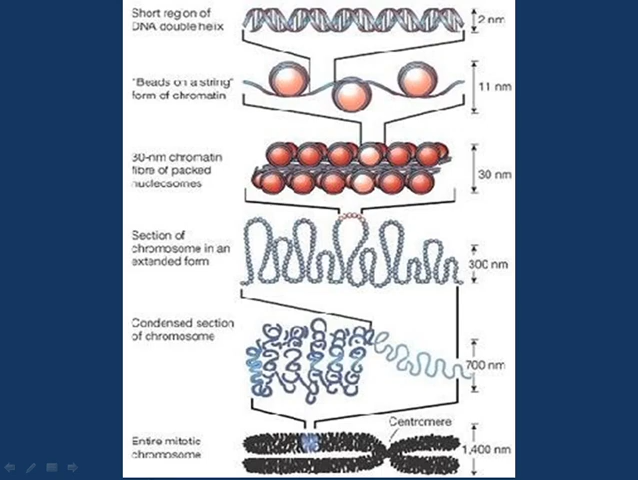 Short region of
DNA double helix
2 nm
"Beads on a string"
form of chromatin
11 nm
30-nm chromatin
fibre of packed
nucleosomes
30 nm
Section of
chromosome in an
extended form
300 nm
Condensed section
of chromosome
700 nm
Centromere
Entire mitotic
chromosome
1,400 nm